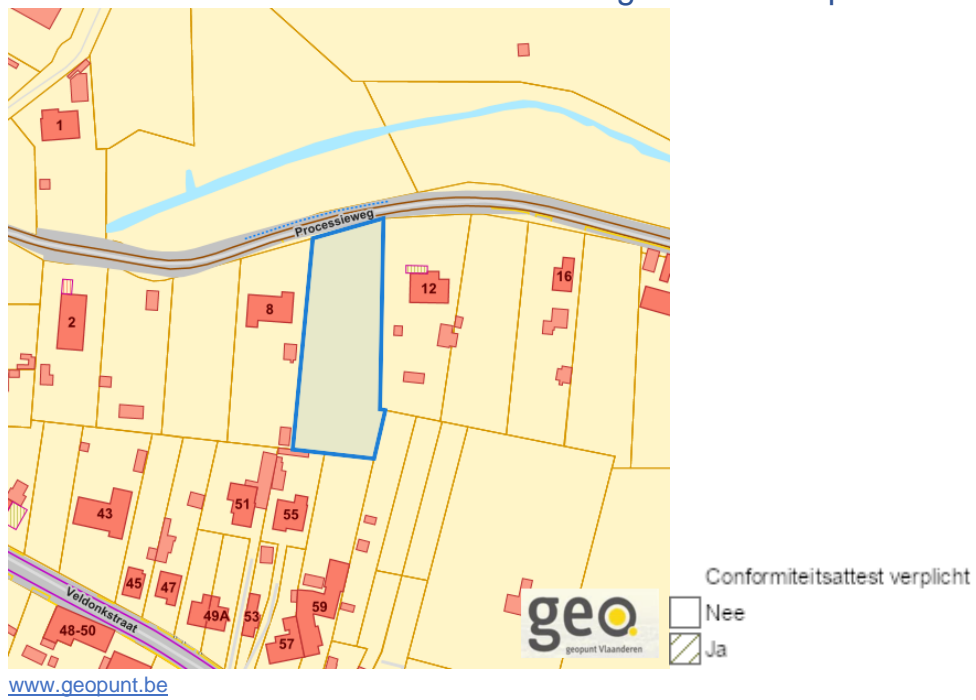 1
Processieweg
2
8
12
16
43
51
55
45
47
49A
53
59
57
Veldonkstraat
48-50
geo.
geopunt Vlaanderen
Conformiteitsattest verplicht
Nee
Ja
www.geopunt.be